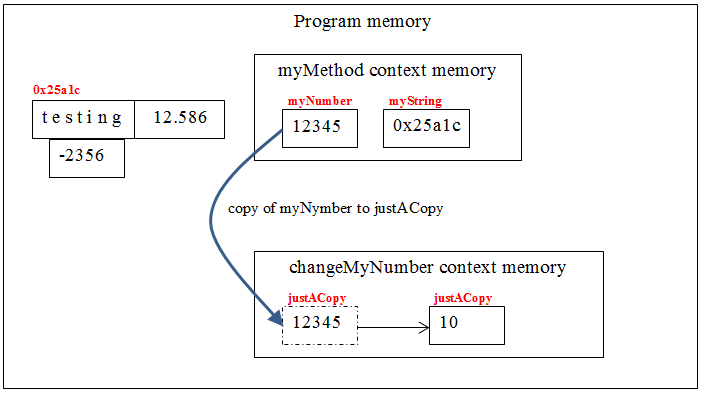 Program memory
myMethod context memory
0x25a1c
myNumber myString
testing 12.586
12345 0x25a1c
-2356
copy of myNymber to justACopy
changeMyNumber context memory
justACopy justACopy
12345 10